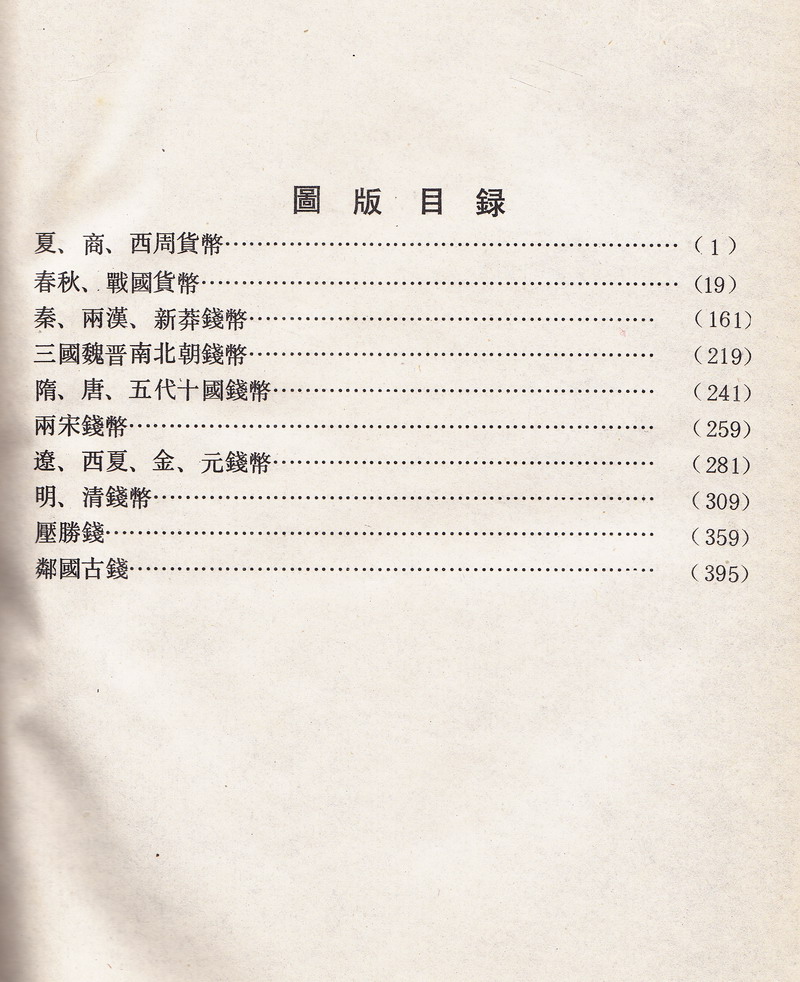 圖版目録
夏、商、西周貨幣……………………………………………（1）
春秋、戰國貨幣………………………………………………（19）
秦、兩漢、新莽錢幣…………………………………………（161）
三國魏晋南北朝錢幣…………………………………………（219）
隋、唐、五代十國錢幣………………………………………（241）
兩宋錢幣………………………………………………………（259）
遼、西夏、金、元錢幣………………………………………（281）
明、清錢幣……………………………………………………（309）
壓勝錢…………………………………………………………（359）
鄰國古錢………………………………………………………（395）